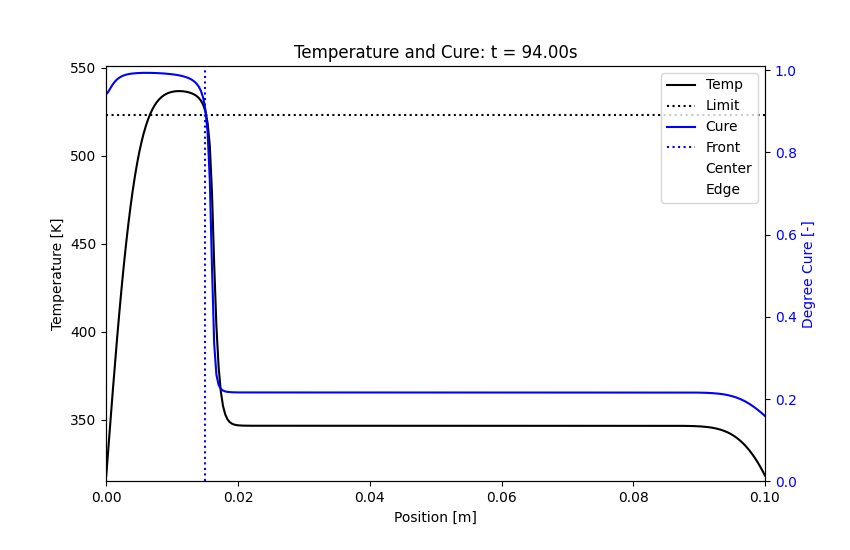 Temperature and Cure: t = 94.00s
550
500
450
400
350
Temperature [K]
1.0
0.8
0.6
0.4
0.2
0.0
Degree Cure [-]
Temp
Limit
Cure
Front
Center
Edge
0.00 0.02 0.04 0.06 0.08 0.10
Position [m]